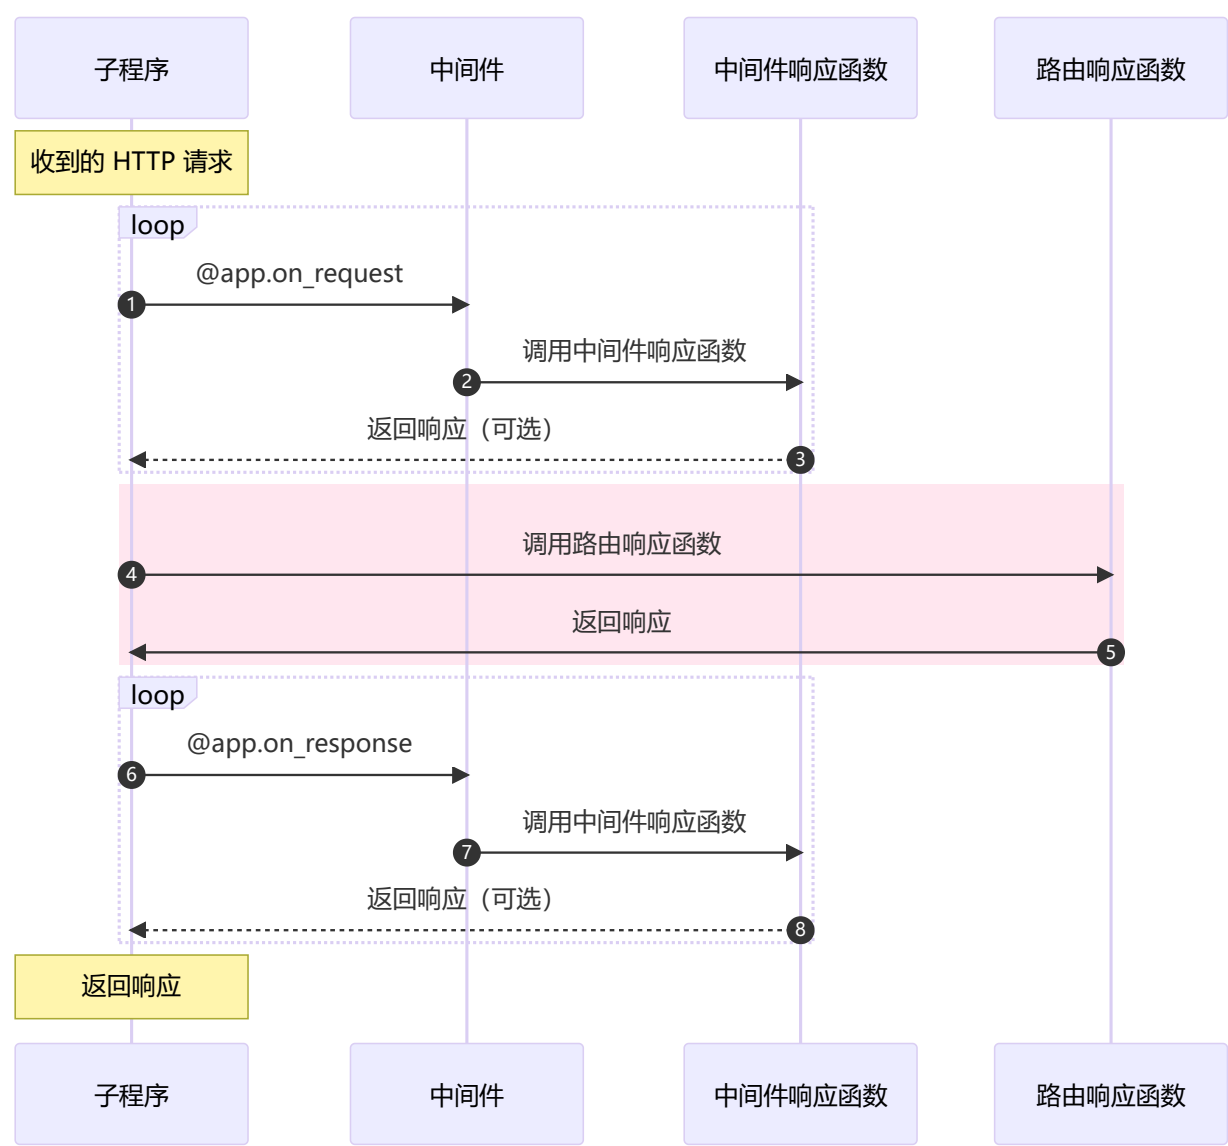 子程序
中间件
中间件响应函数
路由响应函数
收到的 HTTP 请求
loop
@app.on_request
1
调用中间件响应函数
2
返回响应（可选）
3
调用路由响应函数
4
返回响应
5
loop
@app.on_response
6
调用中间件响应函数
7
返回响应（可选）
8
返回响应
子程序
中间件
中间件响应函数
路由响应函数